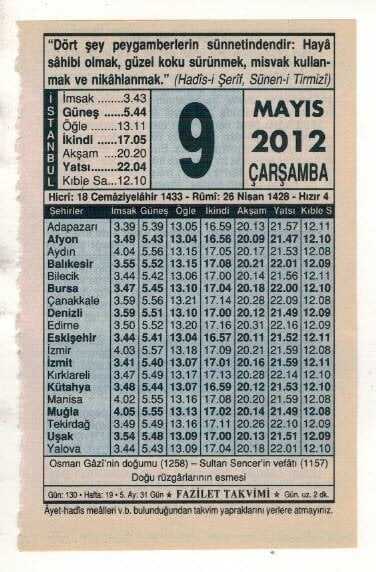 “Dört şey peygamberlerin sünnetindendir: Hayâ
sâhibi olmak, güzel koku sürünmek, misvak kullan-
mak ve nikâhlanmak.” (Hadîs-i Şerîf, Sünen-i Tirmizî)
İSTANBUL
İmsak ........3.43
Güneş ......5.44
Öğle .........13.11
İkindi ......17.05
Akşam ...20.20
Yatsı.......22.04
Kıble Sa...12.10
9
MAYIS
2012
ÇARŞAMBA
Hicrî: 18 Cemâziyelâhir 1433 - Rûmî: 26 Nisan 1428 - Hızır 4
Şehirler İmsak Güneş Öğle İkindi Akşam Yatsı Kıble S
Adapazarı 3.39 5.39 13.05 16.59 20.13 21.57 12.11
Afyon 3.49 5.43 13.04 16.56 20.09 21.47 12.10
Aydın 4.04 5.56 13.15 17.05 20.17 21.53 12.08
Balıkesir 3.55 5.52 13.15 17.08 20.21 22.01 12.09
Bilecik 3.44 5.42 13.06 17.00 20.14 21.56 12.11
Bursa 3.47 5.45 13.10 17.04 20.18 22.00 12.10
Çanakkale 3.59 5.56 13.21 17.14 20.28 22.09 12.08
Denizli 3.59 5.51 13.10 17.00 20.12 21.49 12.09
Edirne 3.50 5.52 13.20 17.16 20.31 22.16 12.09
Eskişehir 3.44 5.41 13.04 16.57 20.11 21.52 12.11
İzmir 4.03 5.57 13.18 17.09 20.21 21.59 12.08
İzmit 3.41 5.40 13.07 17.01 20.16 21.59 12.11
Kırklareli 3.47 5.49 13.17 17.13 20.28 22.14 12.10
Kütahya 3.48 5.44 13.07 16.59 20.12 21.53 12.10
Manisa 4.02 5.55 13.16 17.08 20.20 21.59 12.08
Muğla 4.05 5.55 13.13 17.02 20.14 21.49 12.08
Tekirdağ 3.49 5.49 13.16 17.11 20.26 22.10 12.09
Uşak 3.54 5.48 13.09 17.00 20.13 21.51 12.09
Yalova 3.44 5.43 13.09 17.04 20.19 22.01 12.11
Osman Gâzî'nin doğumu (1258) – Sultan Sencer'in vefâtı (1157)
Doğu rüzgârlarının esmesi
Gün: 130 • Hafta: 19 • 5. Ay: 31 Gün ★ FAZİLET TAKVİMİ ★ Gün. uz. 2 dk.
Âyet-hadîs meâlleri v.b. bulunduğundan takvim yapraklarını yerlere atmayınız.